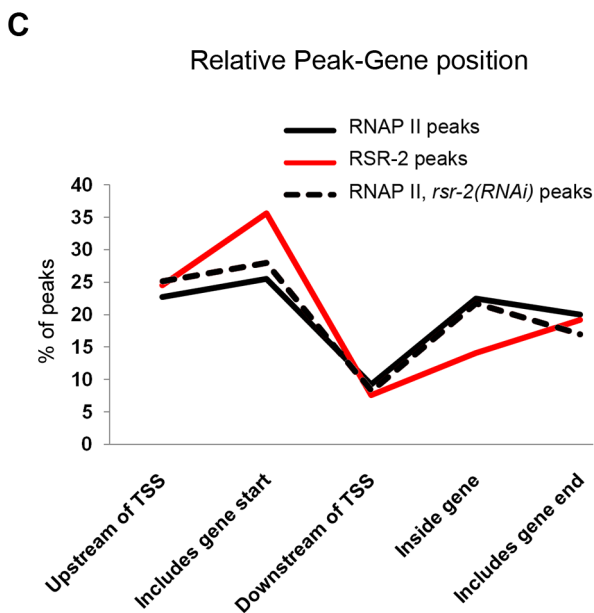 C
Relative Peak-Gene position
RNAP II peaks
RSR-2 peaks
RNAP II, rsr-2(RNAi) peaks
% of peaks
40
35
30
25
20
15
10
5
0
Upstream of TSS
Includes gene start
Downstream of TSS
Inside gene
Includes gene end